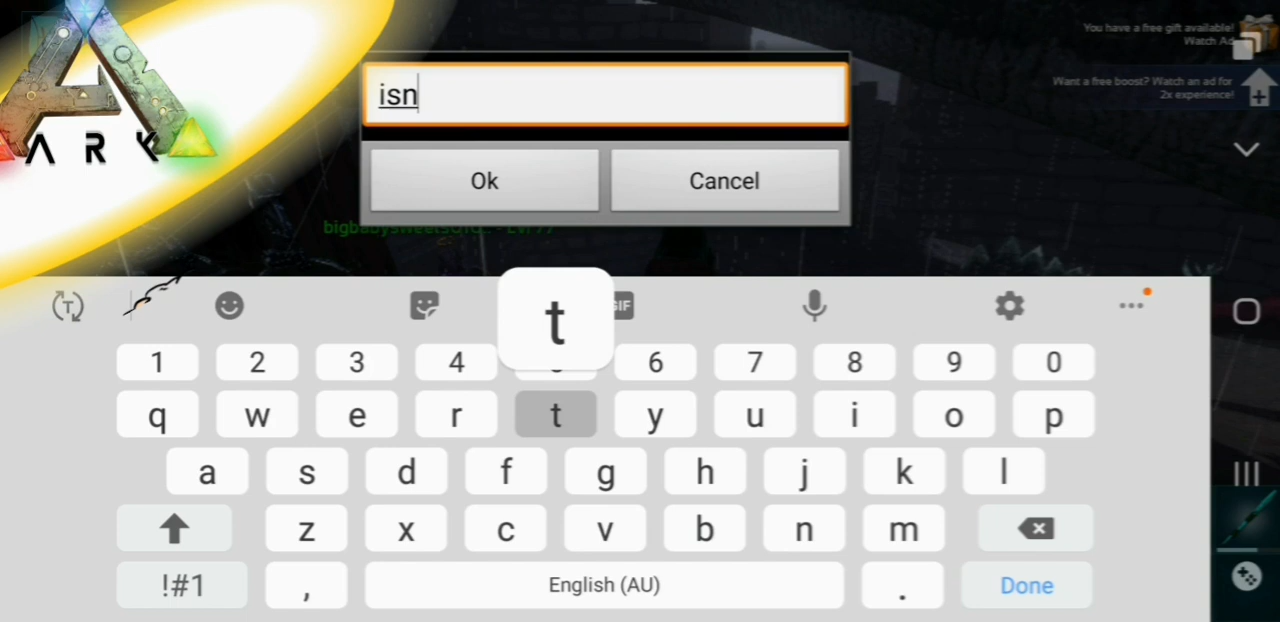 ARK
You have a free gift available!
Watch Ad
Want a free boost? Watch an ad for
2x experience!
isn
Ok
Cancel
t
GIF
1 2 3 4 6 7 8 9 0
q w e r t y u i o p
a s d f g h j k l
z x c v b n m
!#1 , English (AU) . Done